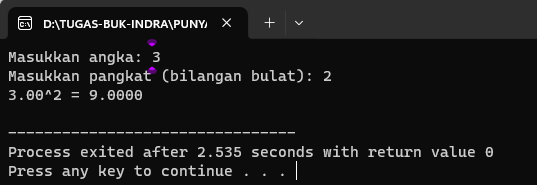 D:\TUGAS-BUK-INDRA\PUNYA
Masukkan angka: 3
Masukkan pangkat (bilangan bulat): 2
3.00^2 = 9.0000
--------------------------------
Process exited after 2.535 seconds with return value 0
Press any key to continue . . .